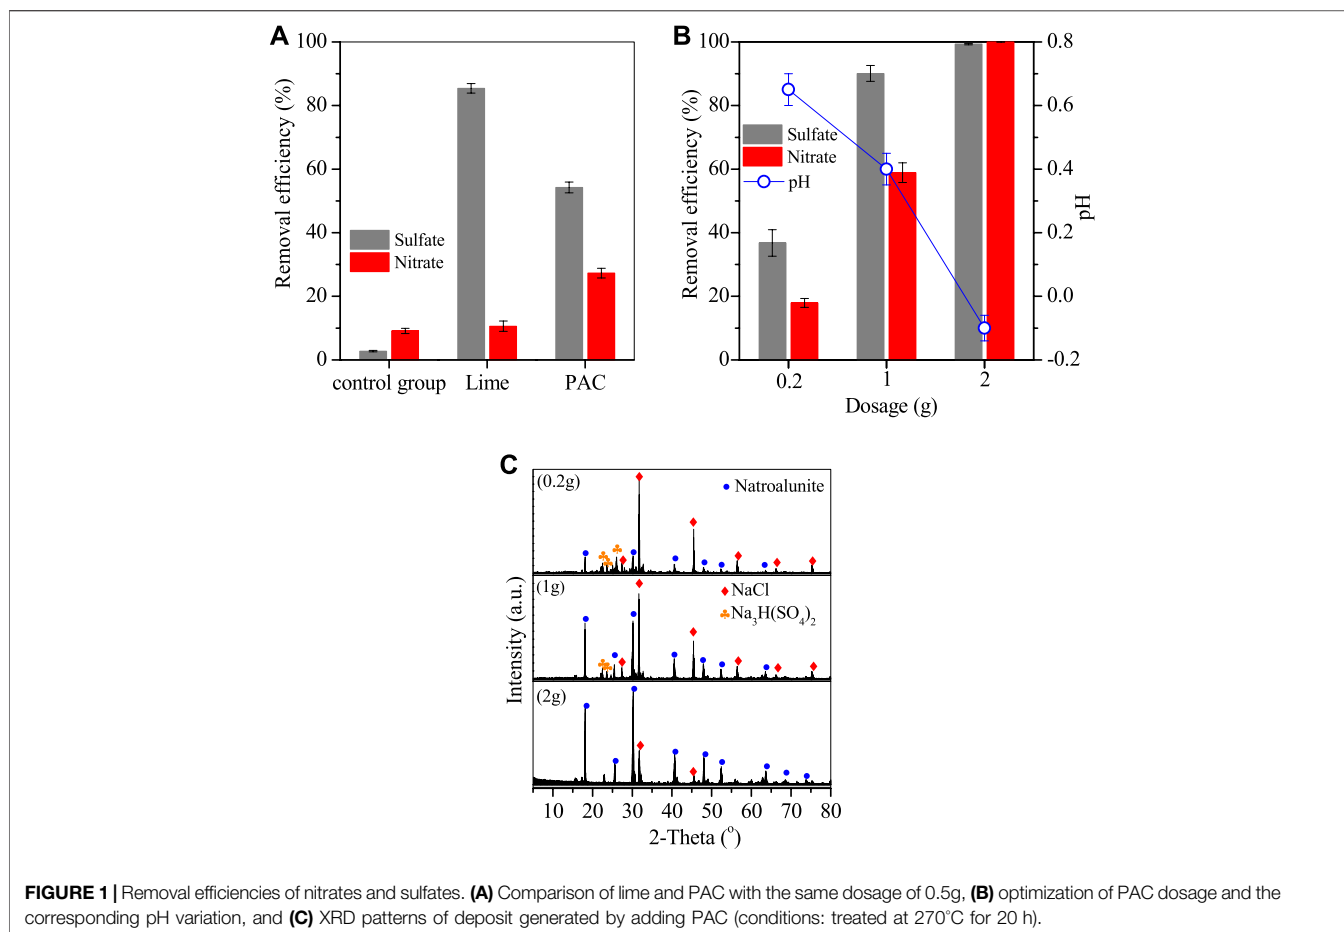 A
Removal efficiency (%)
100
80
60
40
20
0
Sulfate
Nitrate
control group Lime PAC
B
Removal efficiency (%)
100
80
60
40
20
0
Sulfate
Nitrate
pH
0.8
0.6
0.4
0.2
0.0
-0.2
pH
0.2 1 2
Dosage (g)
C
Intensity (a.u.)
(0.2g)
Natroalunite
(1g)
NaCl
Na₃H(SO₄)₂
(2g)
10 20 30 40 50 60 70 80
2-Theta (°)
FIGURE 1 | Removal efficiencies of nitrates and sulfates. (A) Comparison of lime and PAC with the same dosage of 0.5g, (B) optimization of PAC dosage and the
corresponding pH variation, and (C) XRD patterns of deposit generated by adding PAC (conditions: treated at 270°C for 20 h).